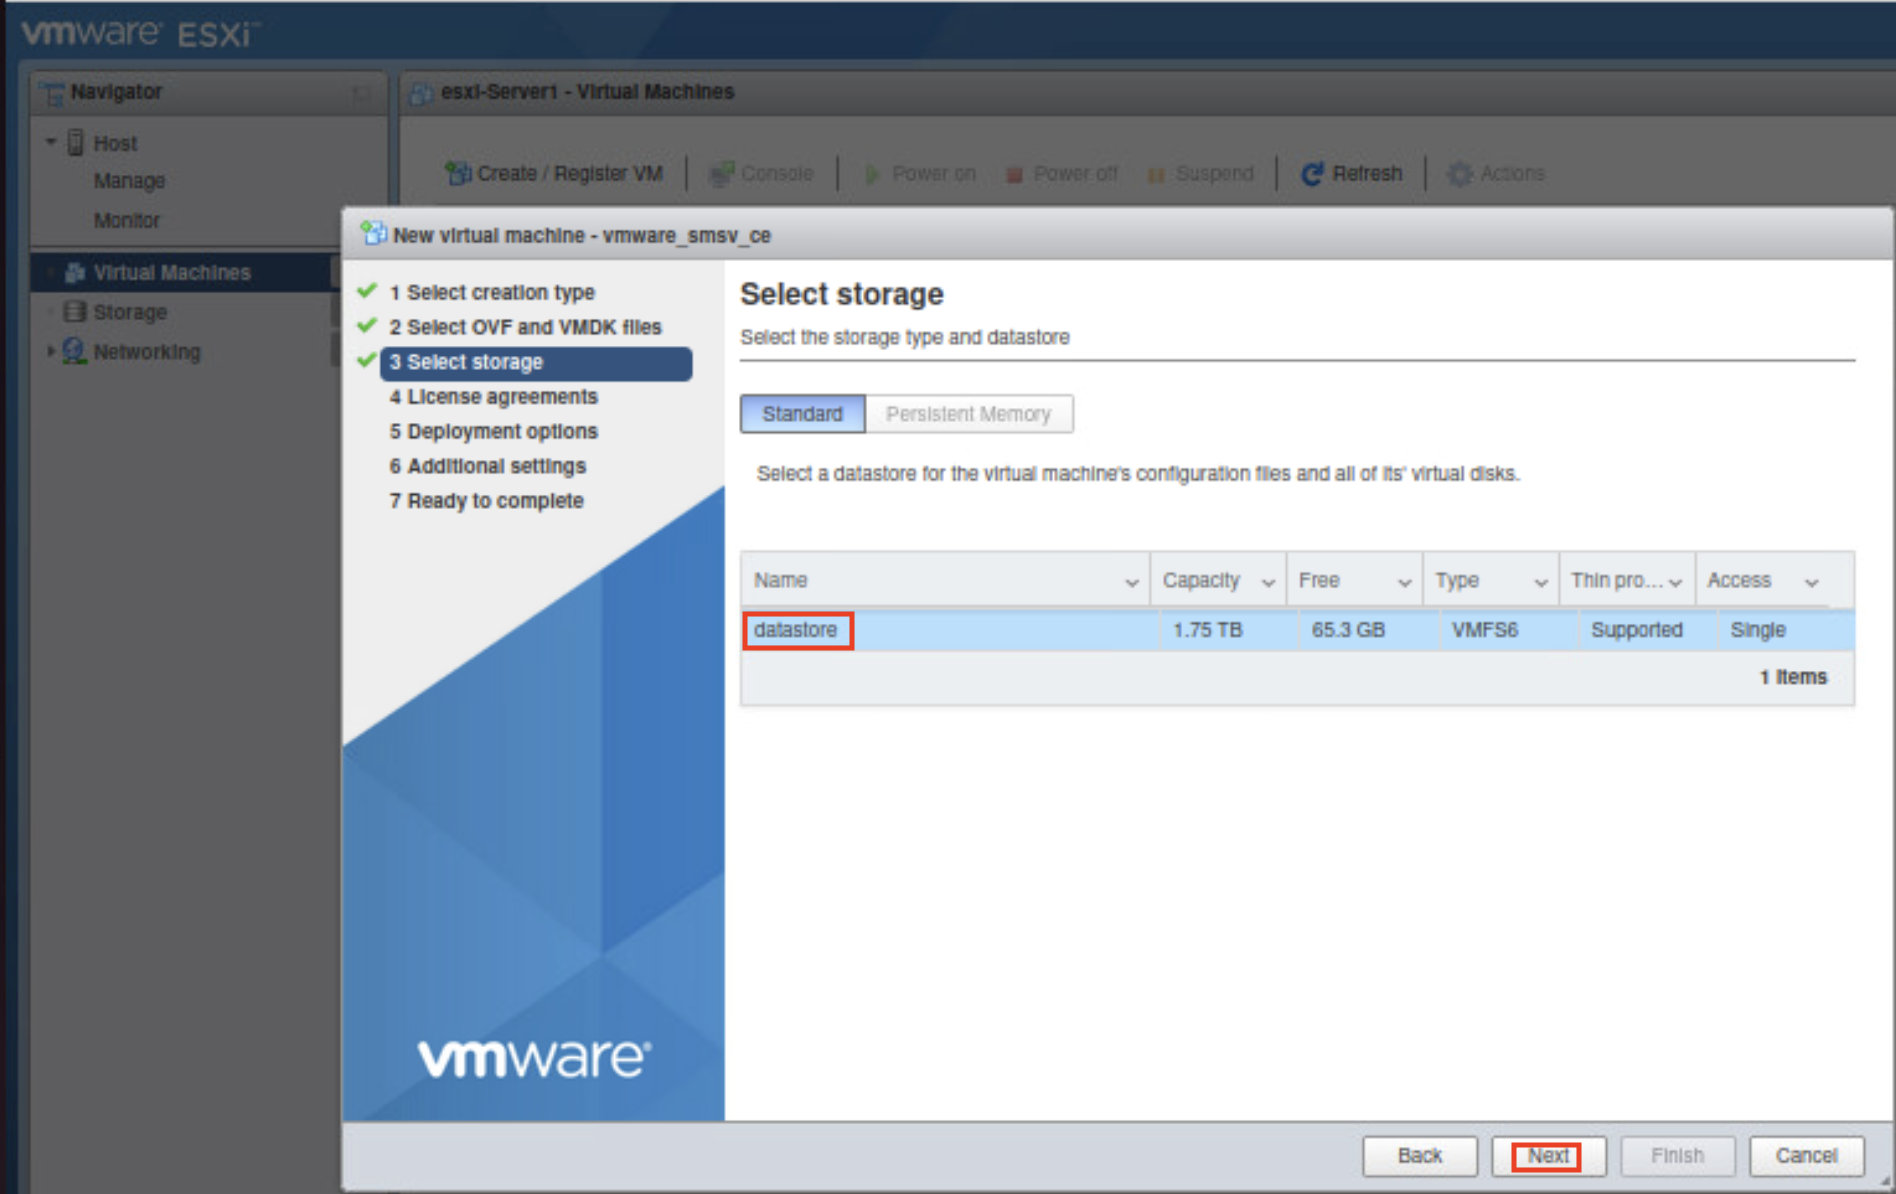 vmware® ESXi™
Navigator
Host
Manage
Monitor
Virtual Machines
Storage
Networking
esxi-Server1 - Virtual Machines
Create / Register VM
Console
Power on
Power off
Suspend
Refresh
Actions
New virtual machine - vmware_smsv_ce
1 Select creation type
2 Select OVF and VMDK files
3 Select storage
4 License agreements
5 Deployment options
6 Additional settings
7 Ready to complete
vmware®
Select storage
Select the storage type and datastore
Standard Persistent Memory
Select a datastore for the virtual machine's configuration files and all of its' virtual disks.
Name Capacity Free Type Thin pro... Access
datastore 1.75 TB 65.3 GB VMFS6 Supported Single
1 items
Back Next Finish Cancel